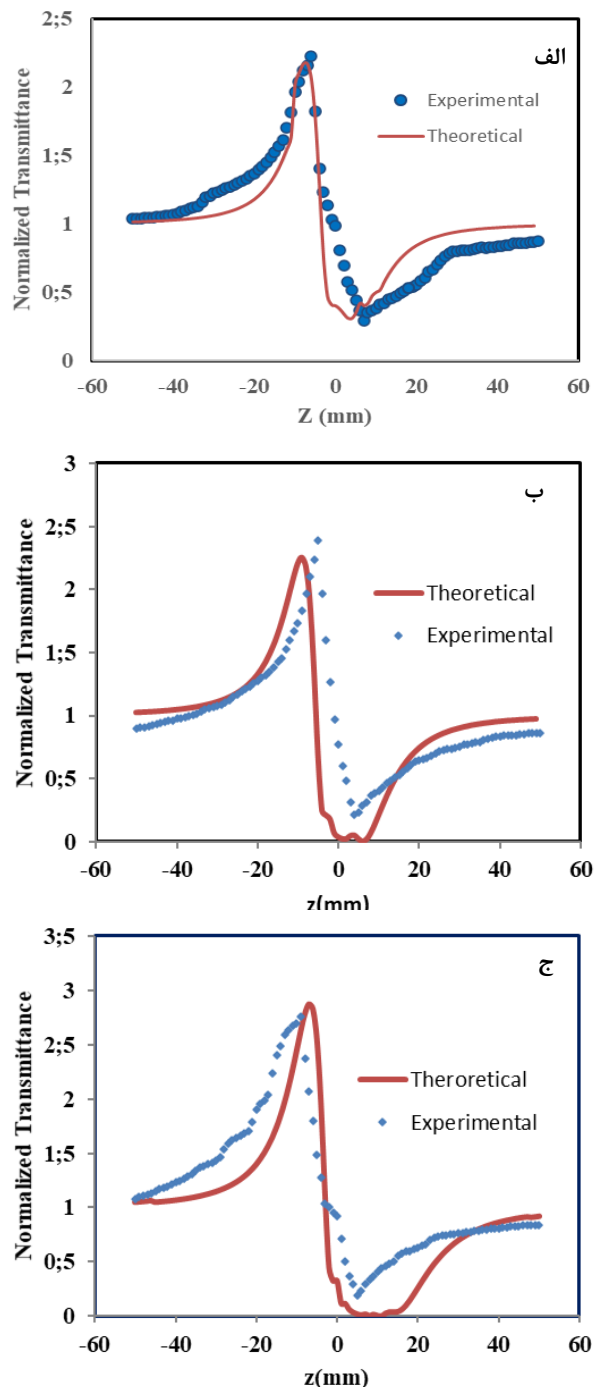 2;5
الف
Experimental
2
Theoretical
1;5
1
0;5
0
-60
-40
-20
0
20
40
60
Normalized Transmittance
Z (mm)
3
ب
2;5
Theoretical
2
Experimental
1;5
1
0;5
0
-60
-40
-20
0
20
40
60
Normalized Transmittance
z(mm)
3;5
ج
3
2;5
Theroretical
2
Experimental
1;5
1
0;5
0
-60
-40
-20
0
20
40
60
Normalized Transmittance
z(mm)